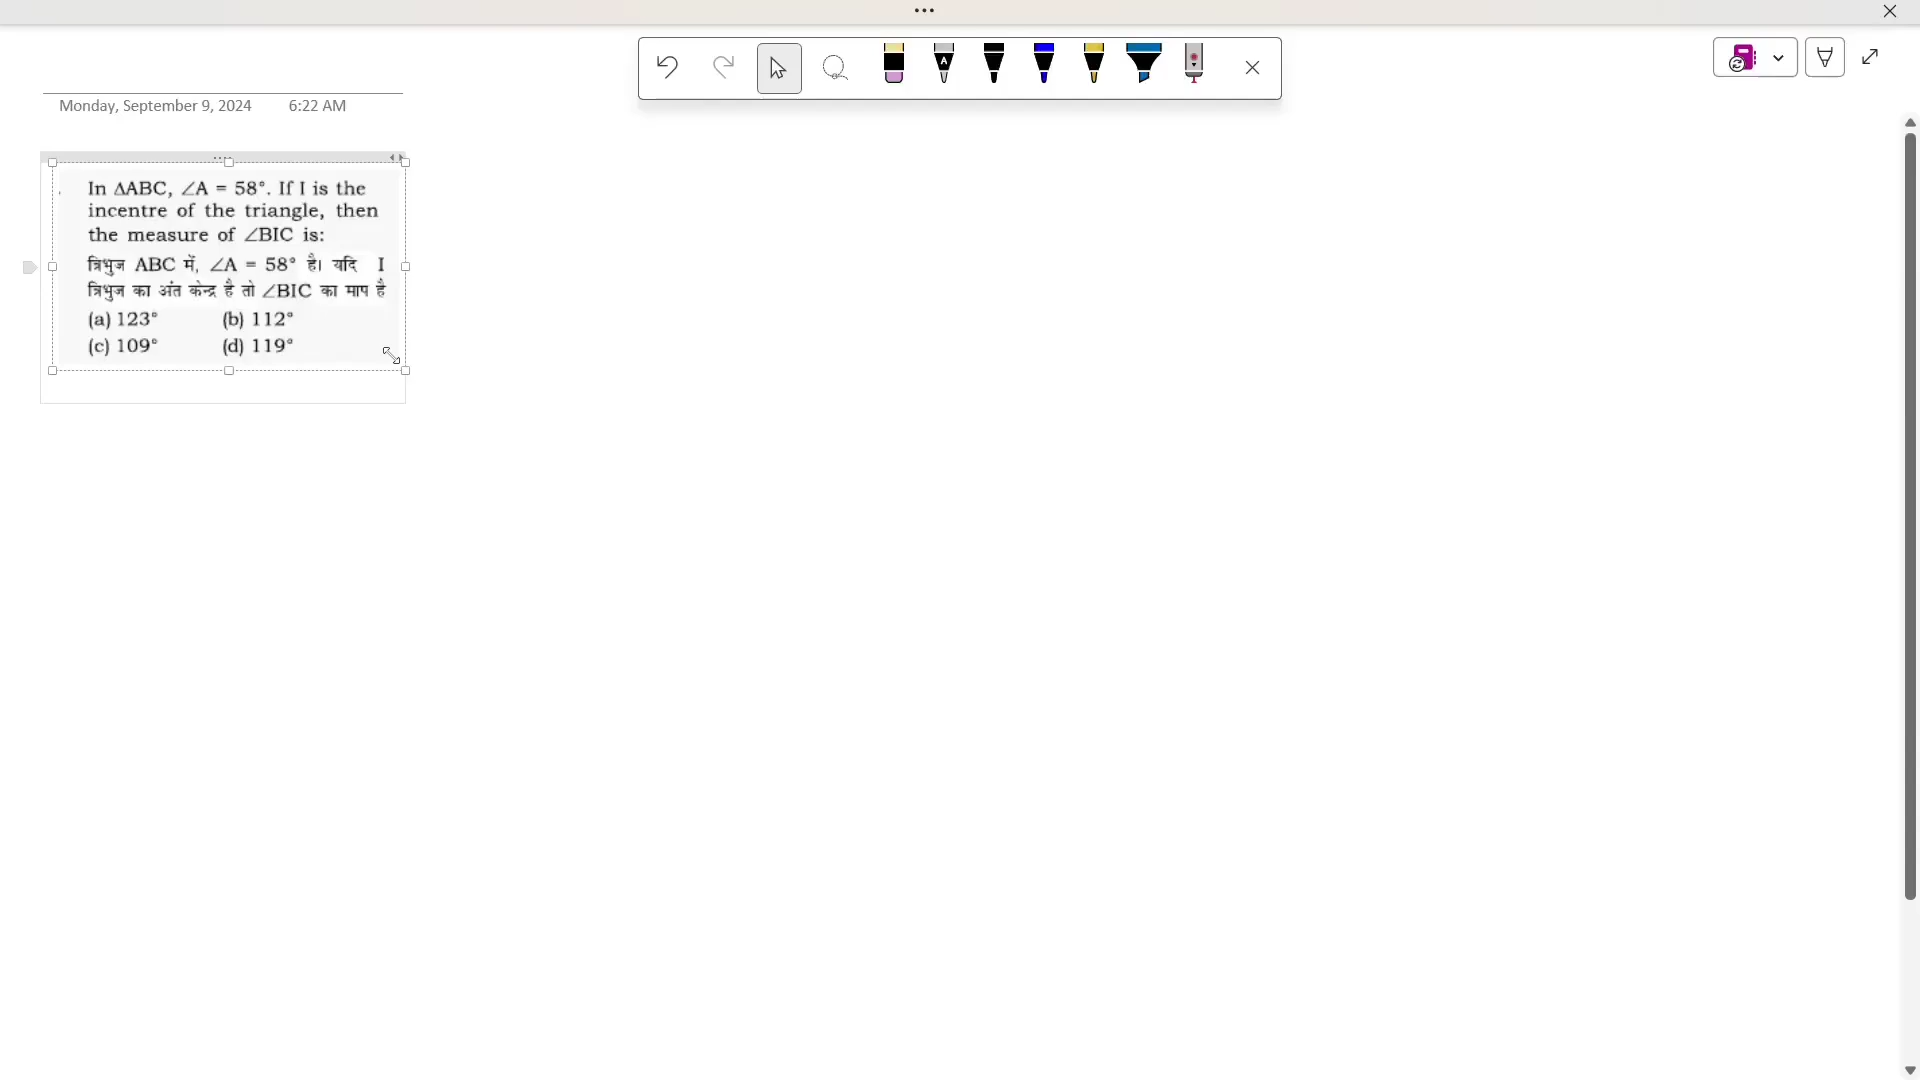 Monday, September 9, 2024 6:22 AM
In ΔABC, ∠A = 58°. If I is the
incentre of the triangle, then
the measure of ∠BIC is:
त्रिभुज ABC में, ∠A = 58° है। यदि I
त्रिभुज का अंत केन्द्र है तो ∠BIC का माप है
(a) 123° (b) 112°
(c) 109° (d) 119°